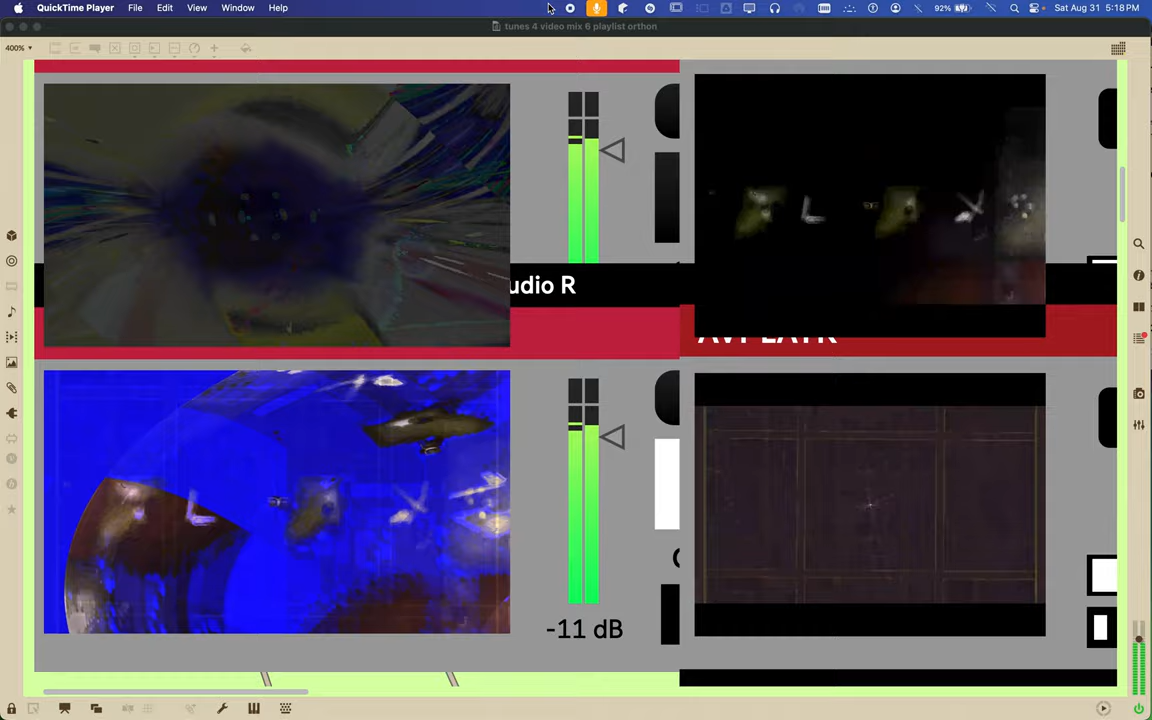 QuickTime Player File Edit View Window Help 92% Sat Aug 31 5:18 PM
tunes 4 video mix 6 playlist orthon
400%
udio R
-11 dB